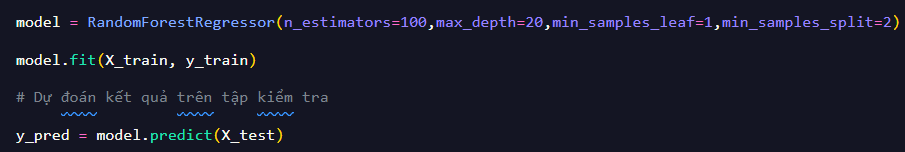 model = RandomForestRegressor(n_estimators=100,max_depth=20,min_samples_leaf=1,min_samples_split=2)
model.fit(X_train, y_train)
# Dự đoán kết quả trên tập kiểm tra
y_pred = model.predict(X_test)